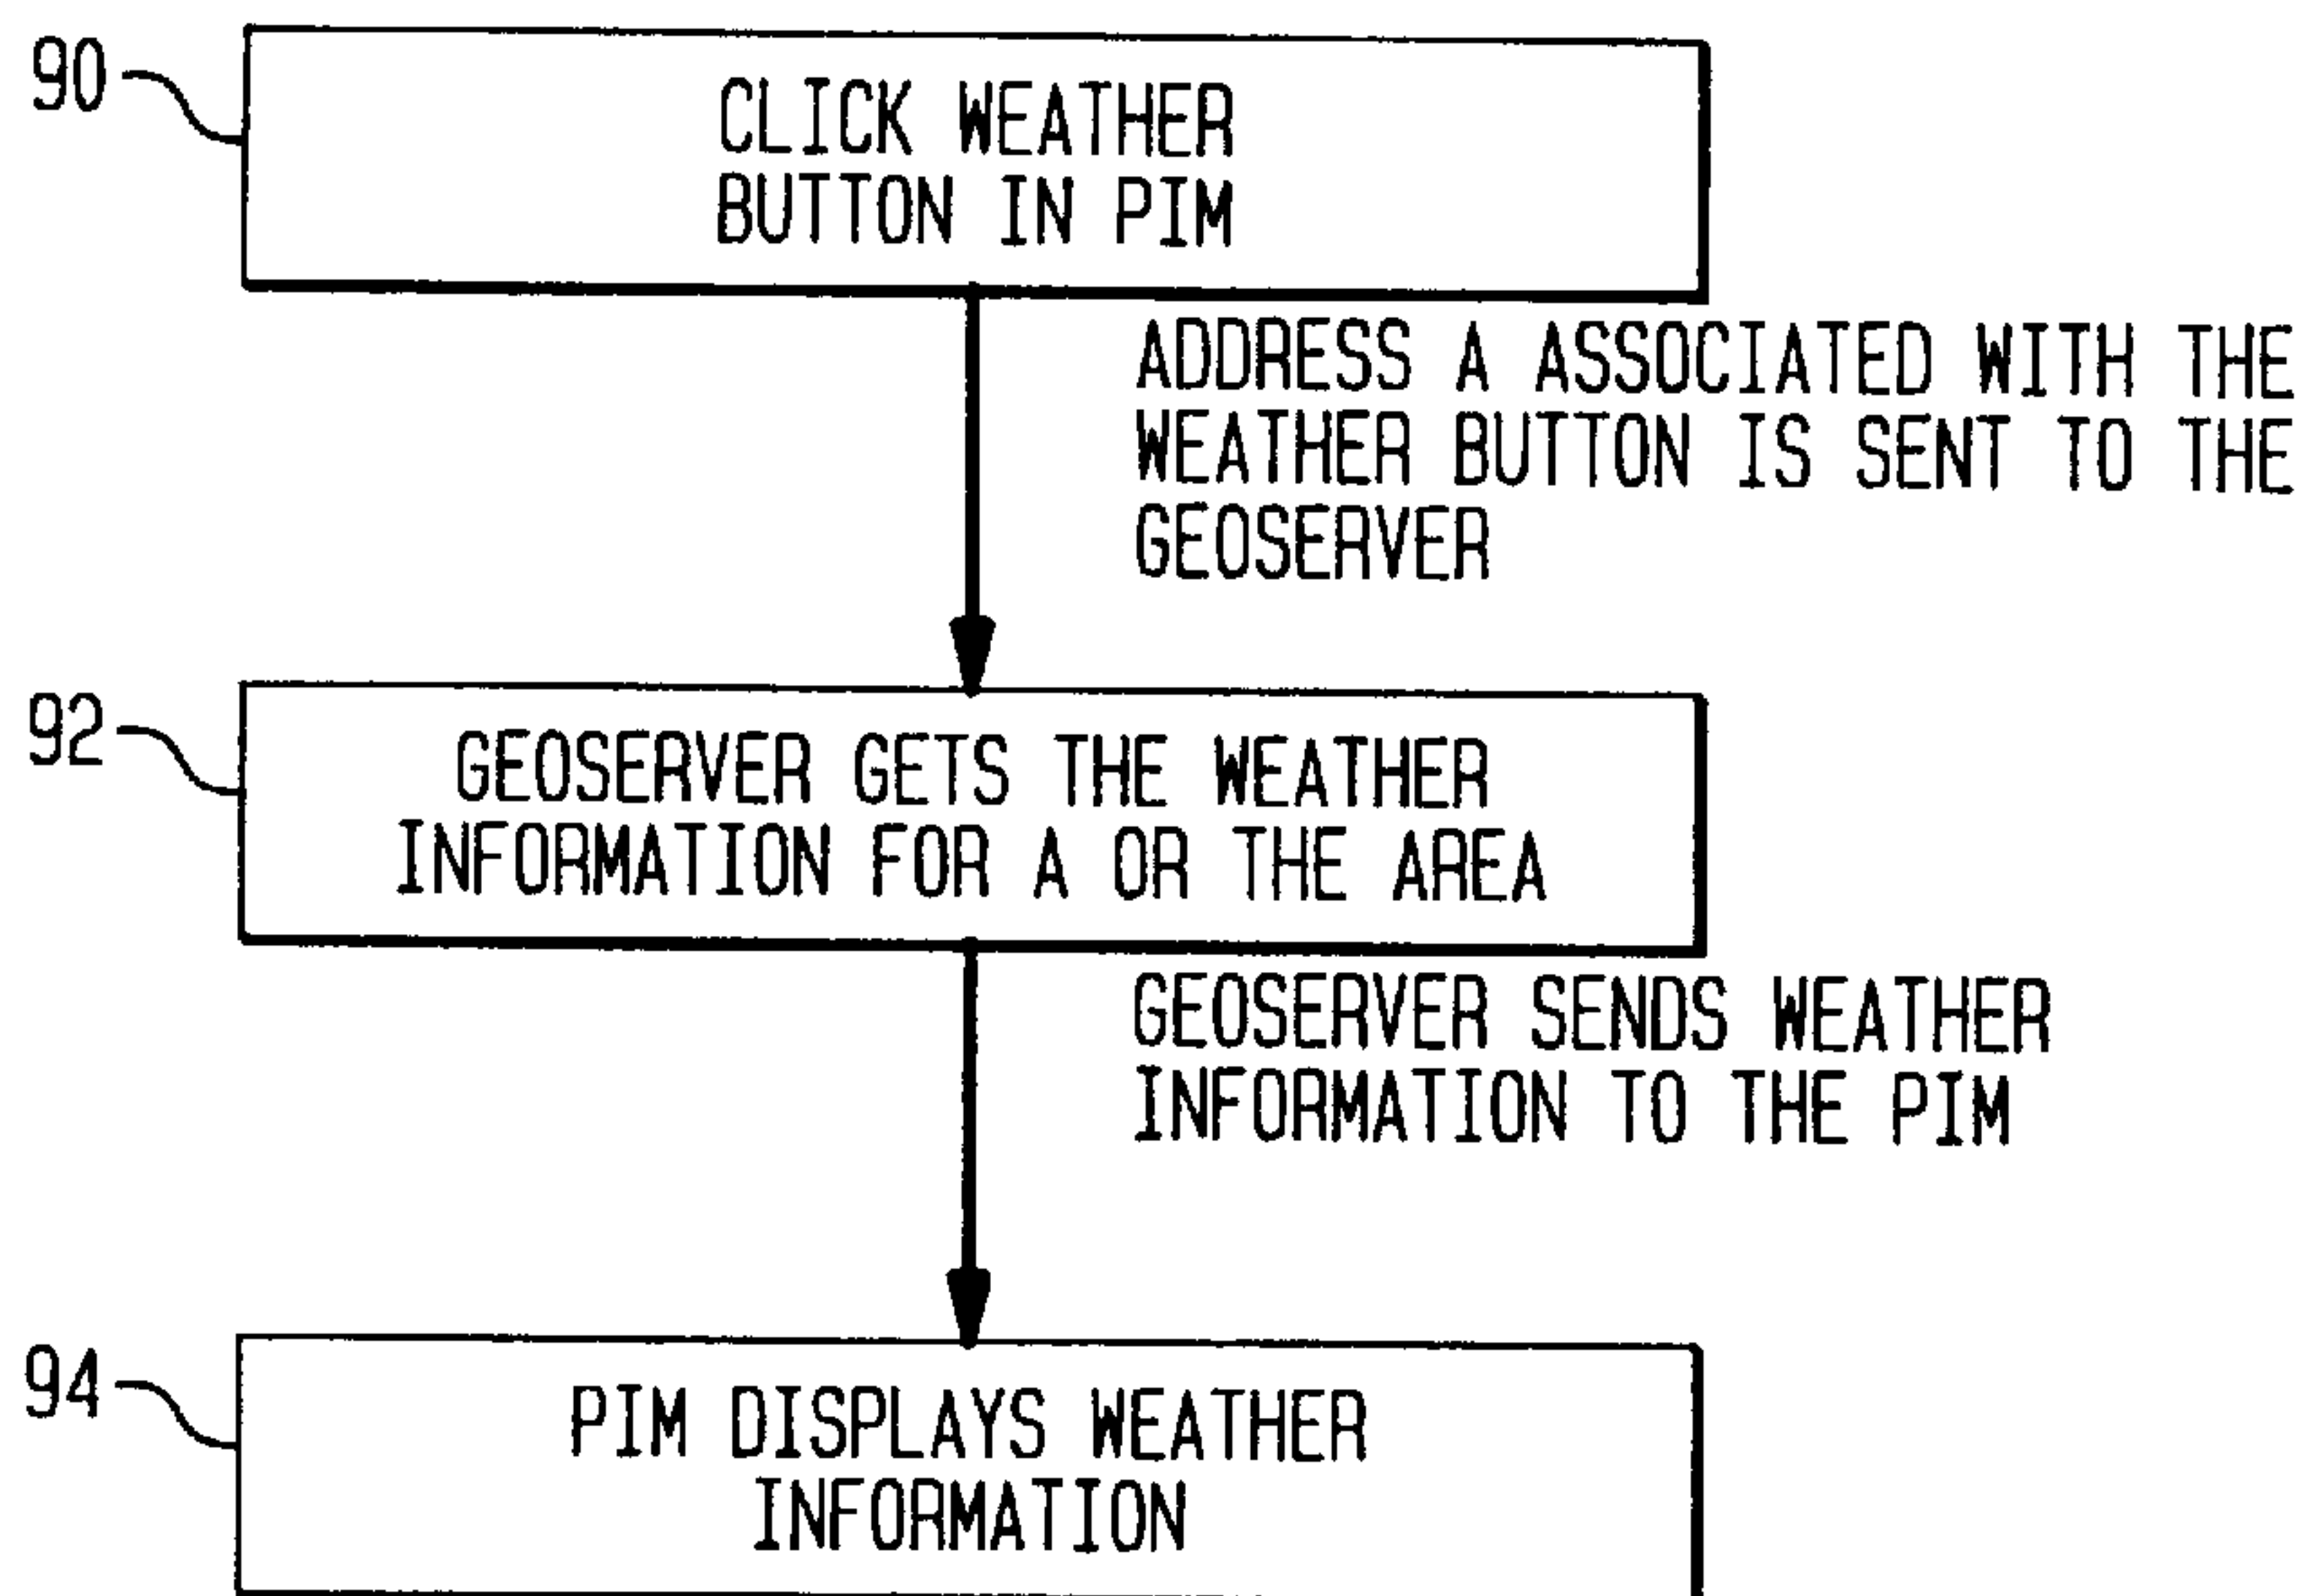 90
CLICK WEATHER
BUTTON IN PIM
ADDRESS A ASSOCIATED WITH THE
WEATHER BUTTON IS SENT TO THE
GEOSERVER
92
GEOSERVER GETS THE WEATHER
INFORMATION FOR A OR THE AREA
GEOSERVER SENDS WEATHER
INFORMATION TO THE PIM
94
PIM DISPLAYS WEATHER
INFORMATION